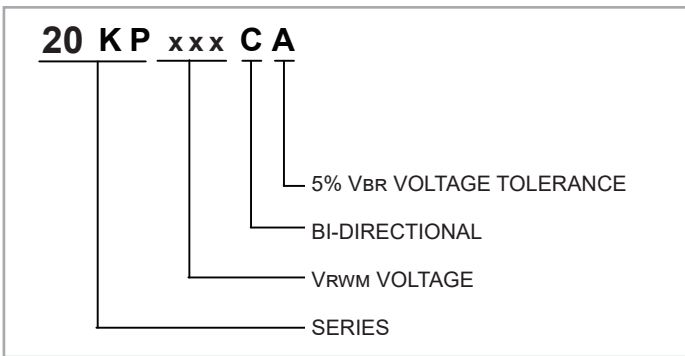 20 KP xxx C A
5% VBR VOLTAGE TOLERANCE
BI-DIRECTIONAL
VRWM VOLTAGE
SERIES